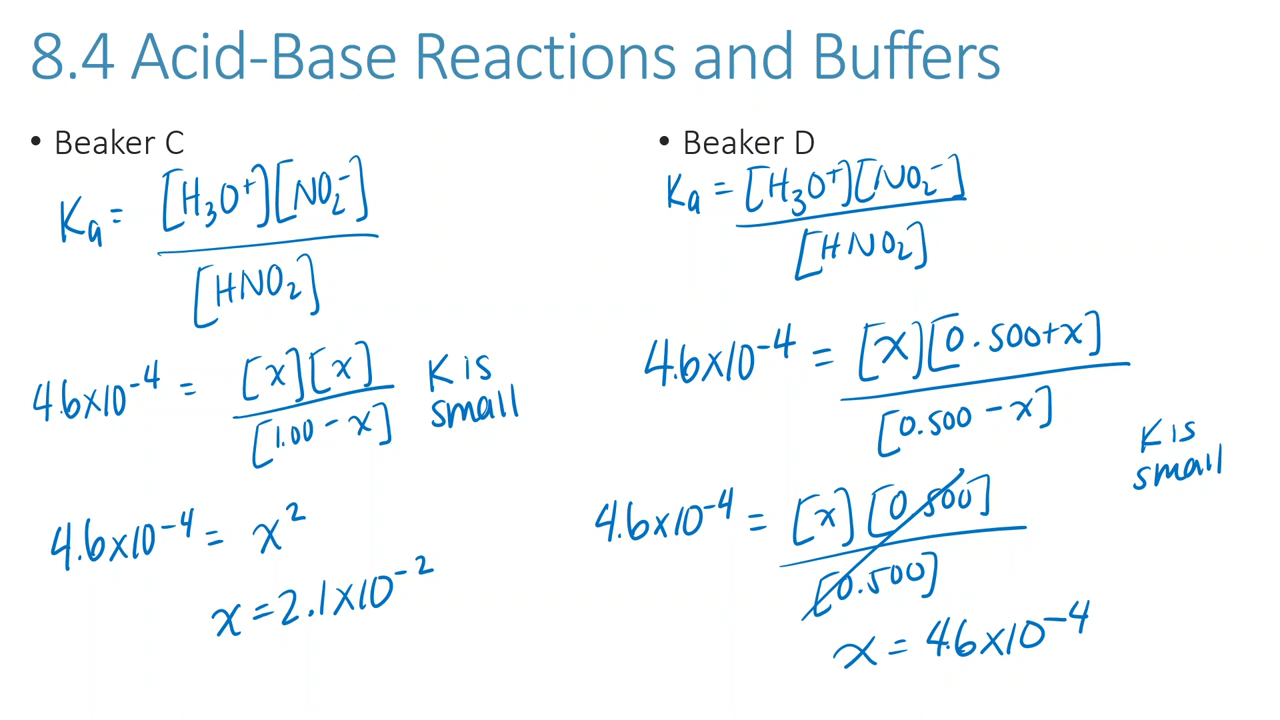 8.4 Acid-Base Reactions and Buffers
• Beaker C
Ka = [H3O+][NO2-]
[HNO2]
4.6x10^-4 = [x][x]
[1.00 - x]
K is
small
4.6x10^-4 = x^2
x = 2.1x10^-2
• Beaker D
Ka = [H3O+][NO2-]
[HNO2]
4.6x10^-4 = [x][0.500+x]
[0.500 - x]
K is
small
4.6x10^-4 = [x][0.500]
[0.500]
x = 4.6x10^-4